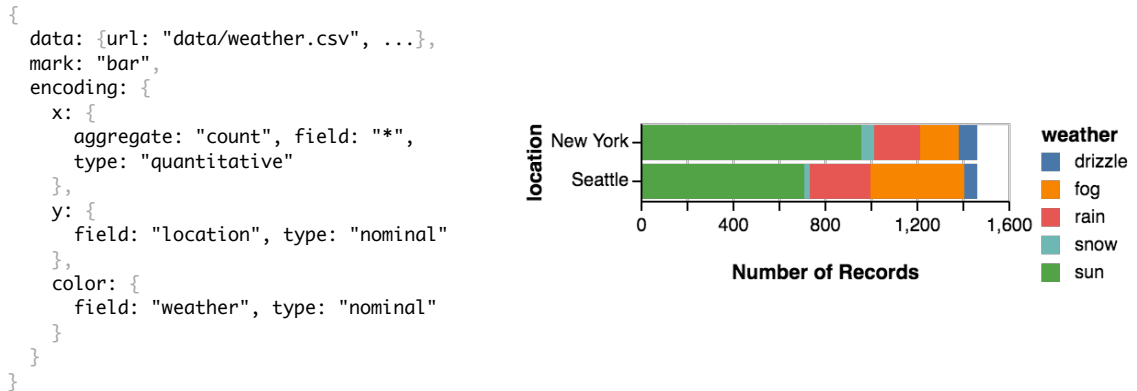 {
data: {url: "data/weather.csv", ...},
mark: "bar",
encoding: {
x: {
aggregate: "count", field: "*",
type: "quantitative"
},
y: {
field: "location", type: "nominal"
},
color: {
field: "weather", type: "nominal"
}
}
}
location
New York
Seattle
0 400 800 1,200 1,600
Number of Records
weather
drizzle
fog
rain
snow
sun